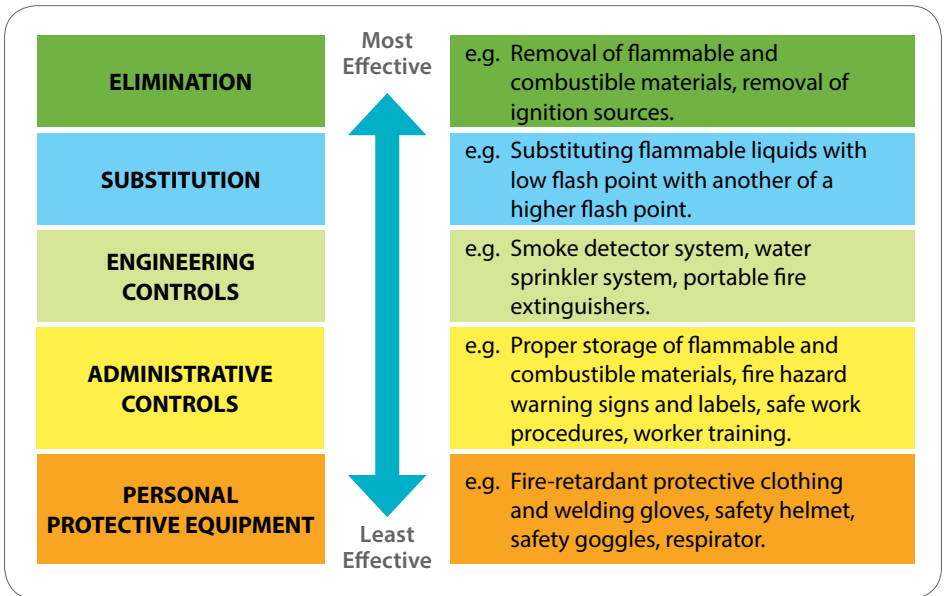 Most
Effective
ELIMINATION
e.g. Removal of flammable and
combustible materials, removal of
ignition sources.
SUBSTITUTION
e.g. Substituting flammable liquids with
low flash point with another of a
higher flash point.
ENGINEERING
CONTROLS
e.g. Smoke detector system, water
sprinkler system, portable fire
extinguishers.
ADMINISTRATIVE
CONTROLS
e.g. Proper storage of flammable and
combustible materials, fire hazard
warning signs and labels, safe work
procedures, worker training.
PERSONAL
PROTECTIVE EQUIPMENT
e.g. Fire-retardant protective clothing
and welding gloves, safety helmet,
safety goggles, respirator.
Least
Effective